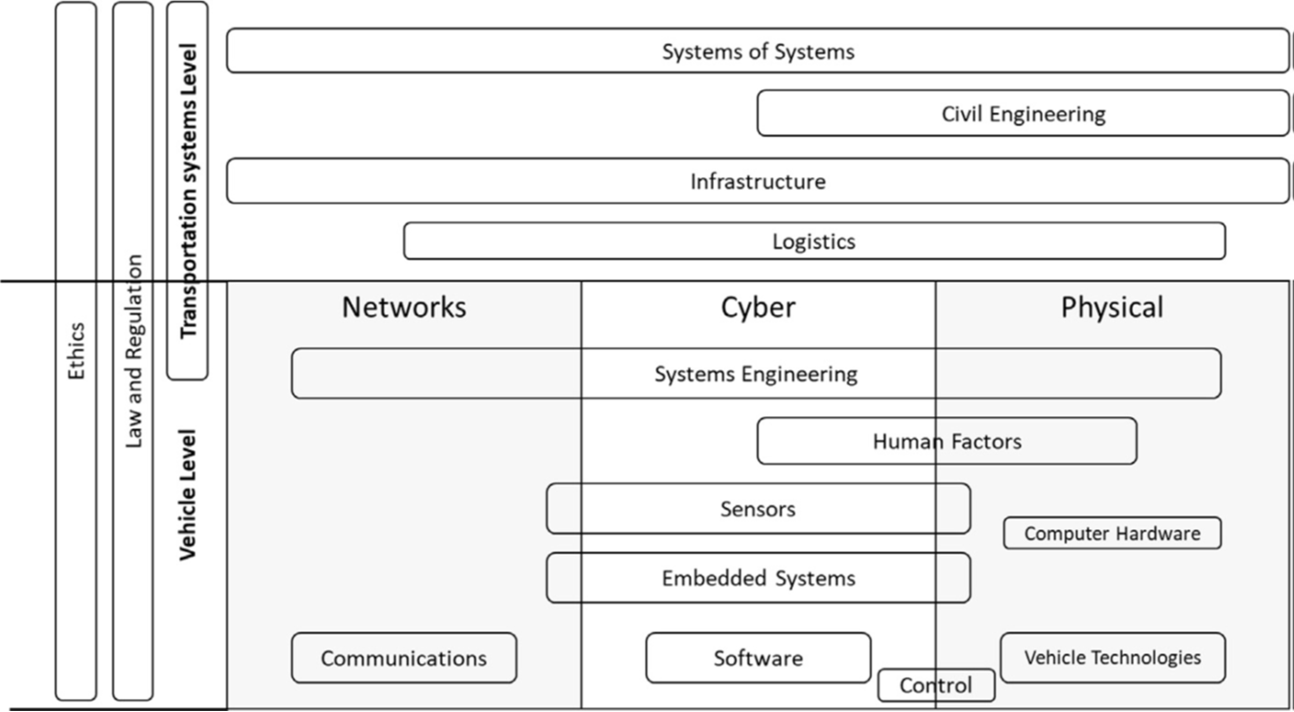 Ethics
Law and Regulation
Transportation systems Level
Vehicle Level
Systems of Systems
Civil Engineering
Infrastructure
Logistics
Networks
Cyber
Physical
Systems Engineering
Human Factors
Sensors
Computer Hardware
Embedded Systems
Communications
Software
Vehicle Technologies
Control